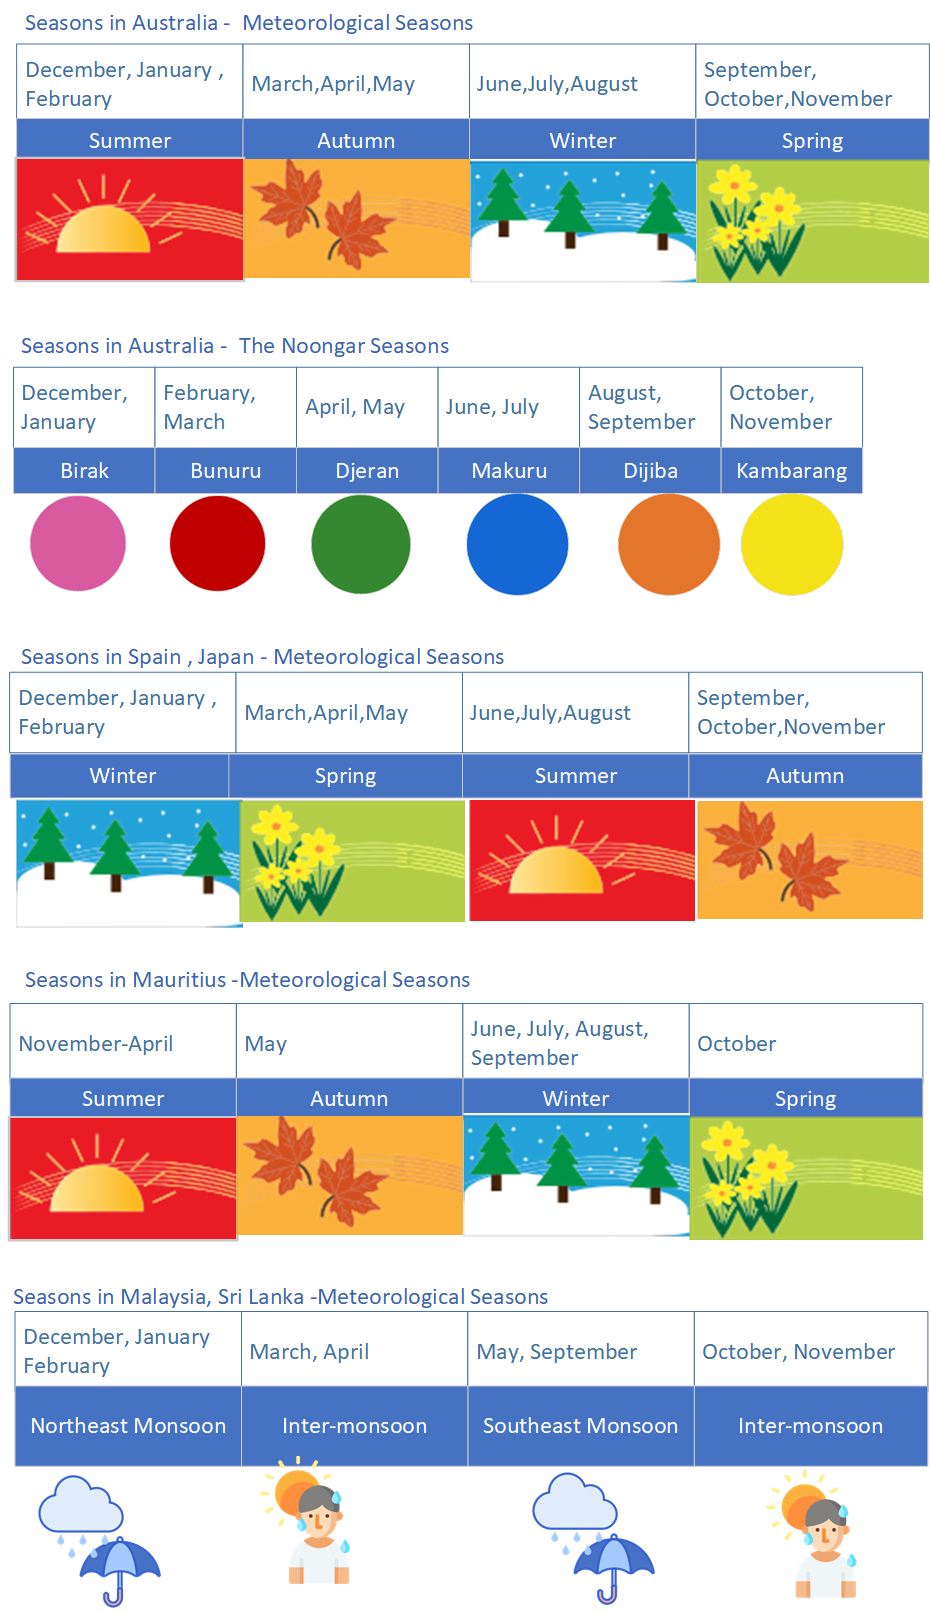 Seasons in Australia -  Meteorological Seasons
December, January ,
February
March,April,May
June,July,August
September,
October,November
Summer
Autumn
Winter
Spring
Seasons in Australia -  The Noongar Seasons
December,
January
February,
March
April, May
June, July
August,
September
October,
November
Birak
Bunuru
Djeran
Makuru
Dijiba
Kambarang
Seasons in Spain , Japan - Meteorological Seasons
December, January ,
February
March,April,May
June,July,August
September,
October,November
Winter
Spring
Summer
Autumn
Seasons in Mauritius -Meteorological Seasons
November-April
May
June, July, August,
September
October
Summer
Autumn
Winter
Spring
Seasons in Malaysia, Sri Lanka -Meteorological Seasons
December, January
February
March, April
May, September
October, November
Northeast Monsoon
Inter-monsoon
Southeast Monsoon
Inter-monsoon